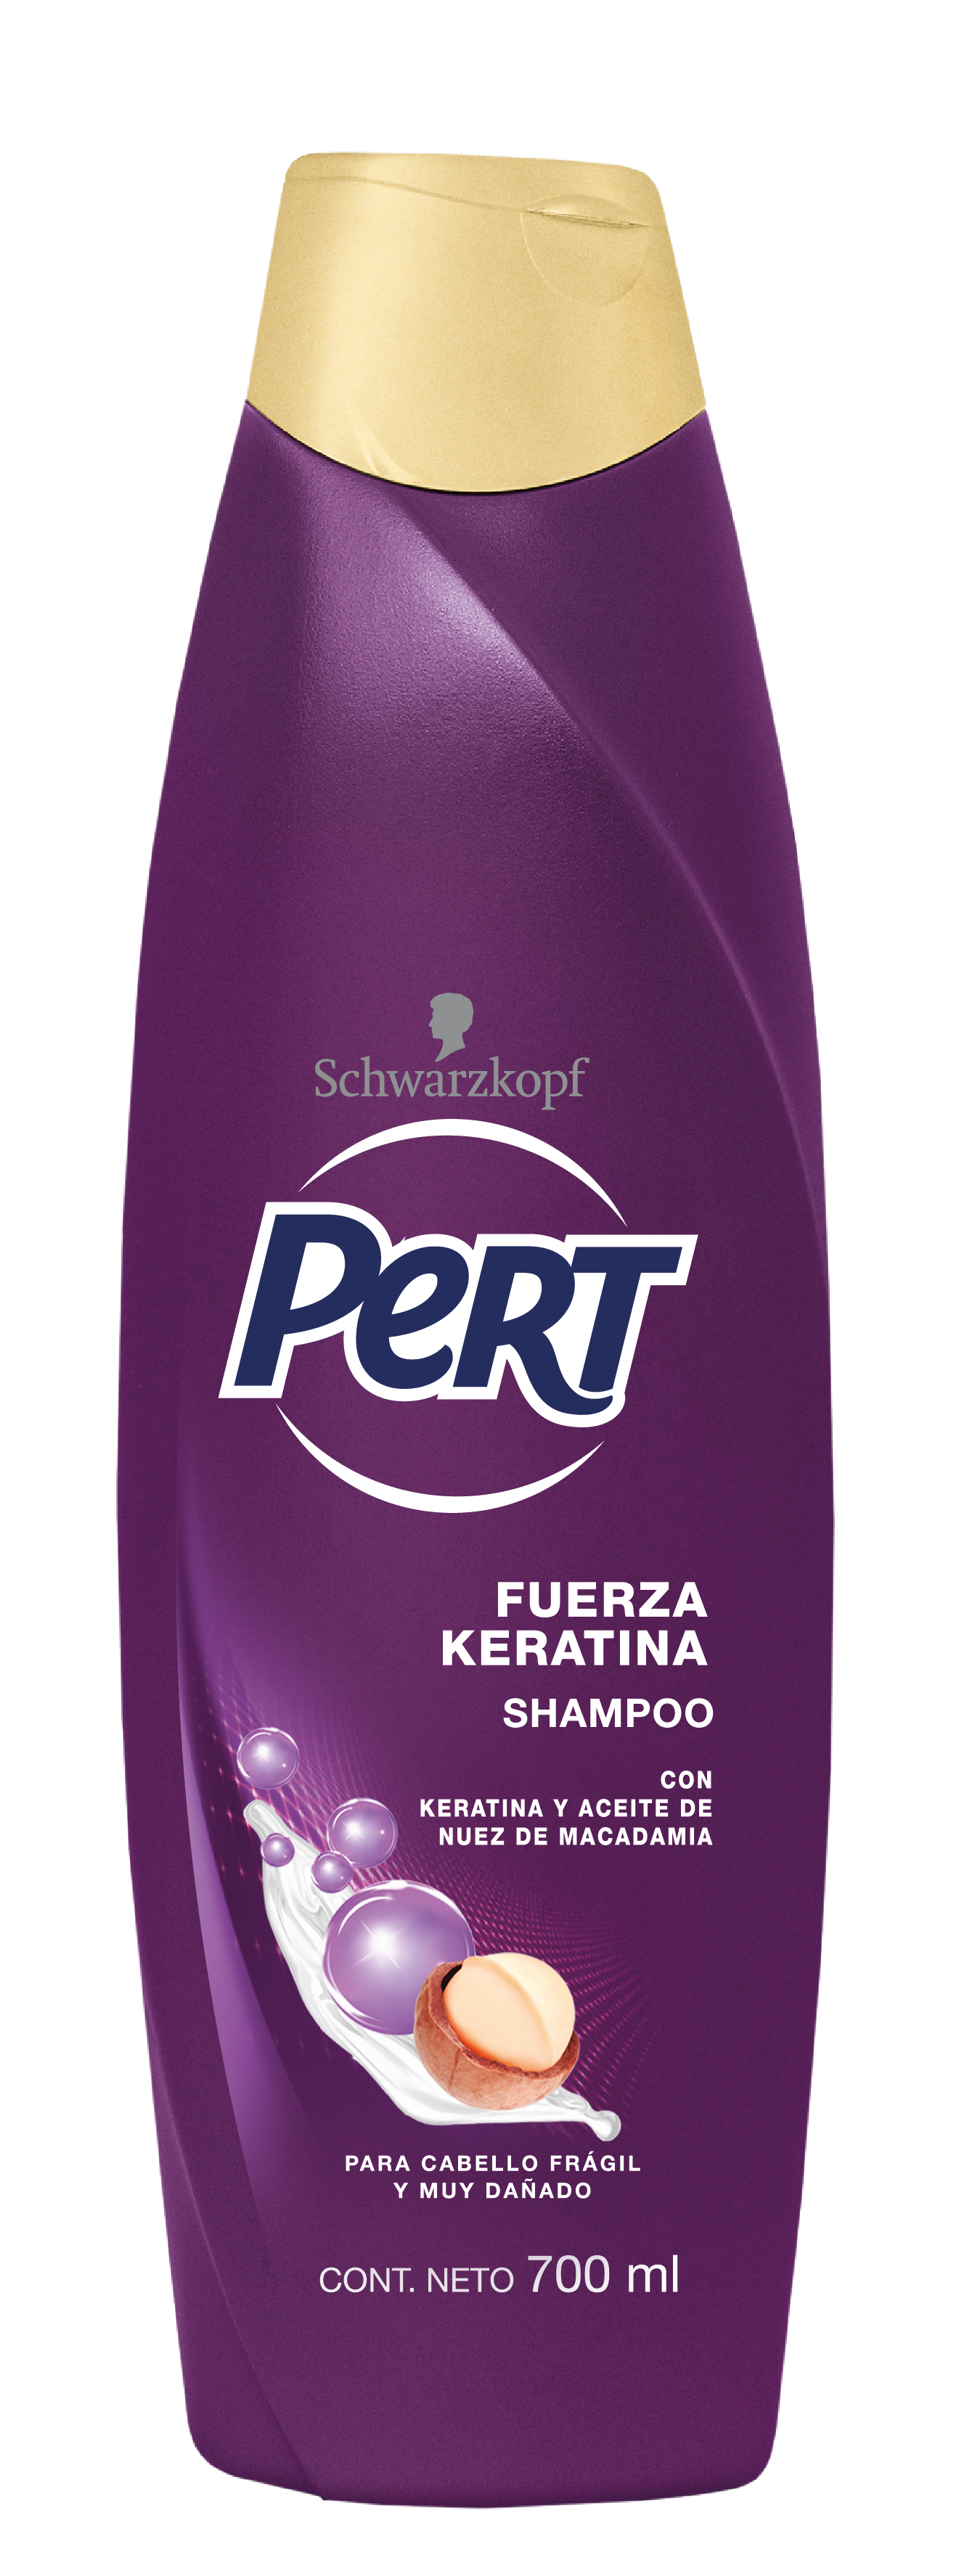 Schwarzkopf
PERT
FUERZA
KERATINA
SHAMPOO
CON
KERATINA Y ACEITE DE
NUEZ DE MACADAMIA
PARA CABELLO FRÁGIL
Y MUY DAÑADO
CONT. NETO 700 ml